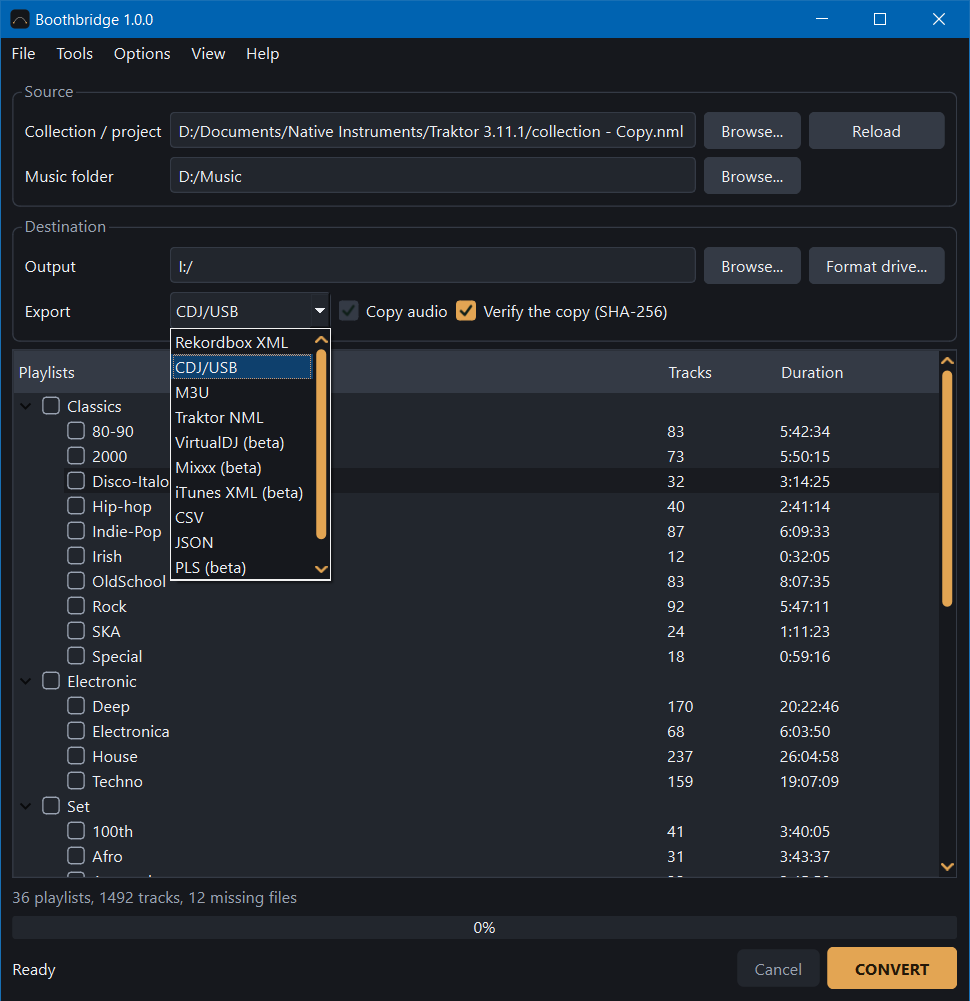 Boothbridge 1.0.0
File Tools Options View Help
Source
Collection / project D:/Documents/Native Instruments/Traktor 3.11.1/collection - Copy.nml Browse... Reload
Music folder D:/Music Browse...
Destination
Output I:/ Browse... Format drive...
Export CDJ/USB Copy audio Verify the copy (SHA-256)
Rekordbox XML
CDJ/USB
M3U
Traktor NML
VirtualDJ (beta)
Mixxx (beta)
iTunes XML (beta)
CSV
JSON
PLS (beta)
Playlists Tracks Duration
Classics
80-90 83 5:42:34
2000 73 5:50:15
Disco-Italo 32 3:14:25
Hip-hop 40 2:41:14
Indie-Pop 87 6:09:33
Irish 12 0:32:05
OldSchool 83 8:07:35
Rock 92 5:47:11
SKA 24 1:11:23
Special 18 0:59:16
Electronic
Deep 170 20:22:46
Electronica 68 6:03:50
House 237 26:04:58
Techno 159 19:07:09
Set
100th 41 3:40:05
Afro 31 3:43:37
36 playlists, 1492 tracks, 12 missing files
0%
Ready Cancel CONVERT